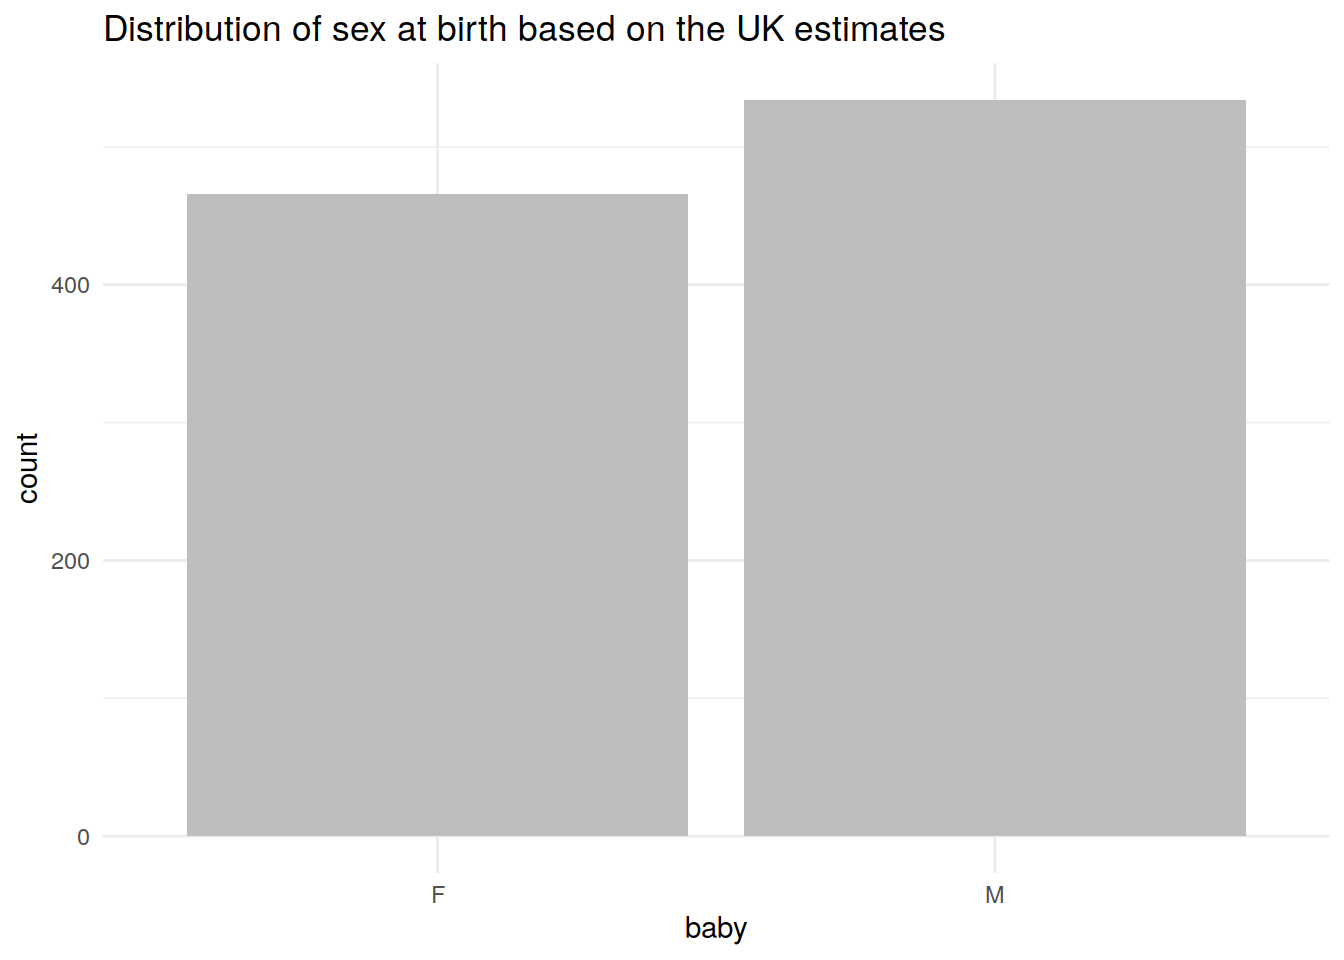 Distribution of sex at birth based on the UK estimates
count
400
200
0
F
M
baby